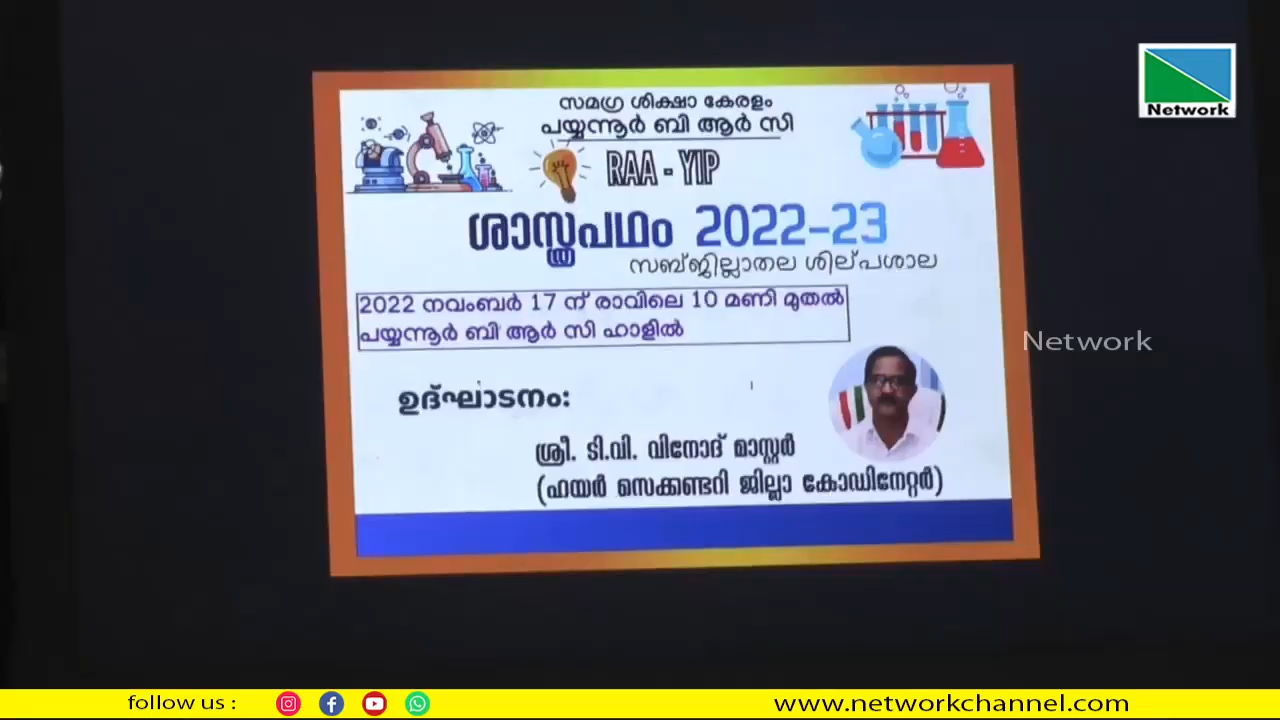 Network
സമഗ്ര ശിക്ഷാ കേരളം
പയ്യന്നൂർ ബി ആർ സി
RAA - YIP
ശാസ്ത്രപഥം 2022-23
സബ്ജില്ലാതല ശില്പശാല
2022 നവംബർ 17 ന് രാവിലെ 10 മണി മുതൽ
പയ്യന്നൂർ ബി ആർ സി ഹാളിൽ
Network
ഉദ്ഘാടനം:
ശ്രീ. ടി.വി. വിനോദ് മാസ്റ്റർ
(ഹയർ സെക്കണ്ടറി ജില്ലാ കോഡിനേറ്റർ)
follow us :
www.networkchannel.com